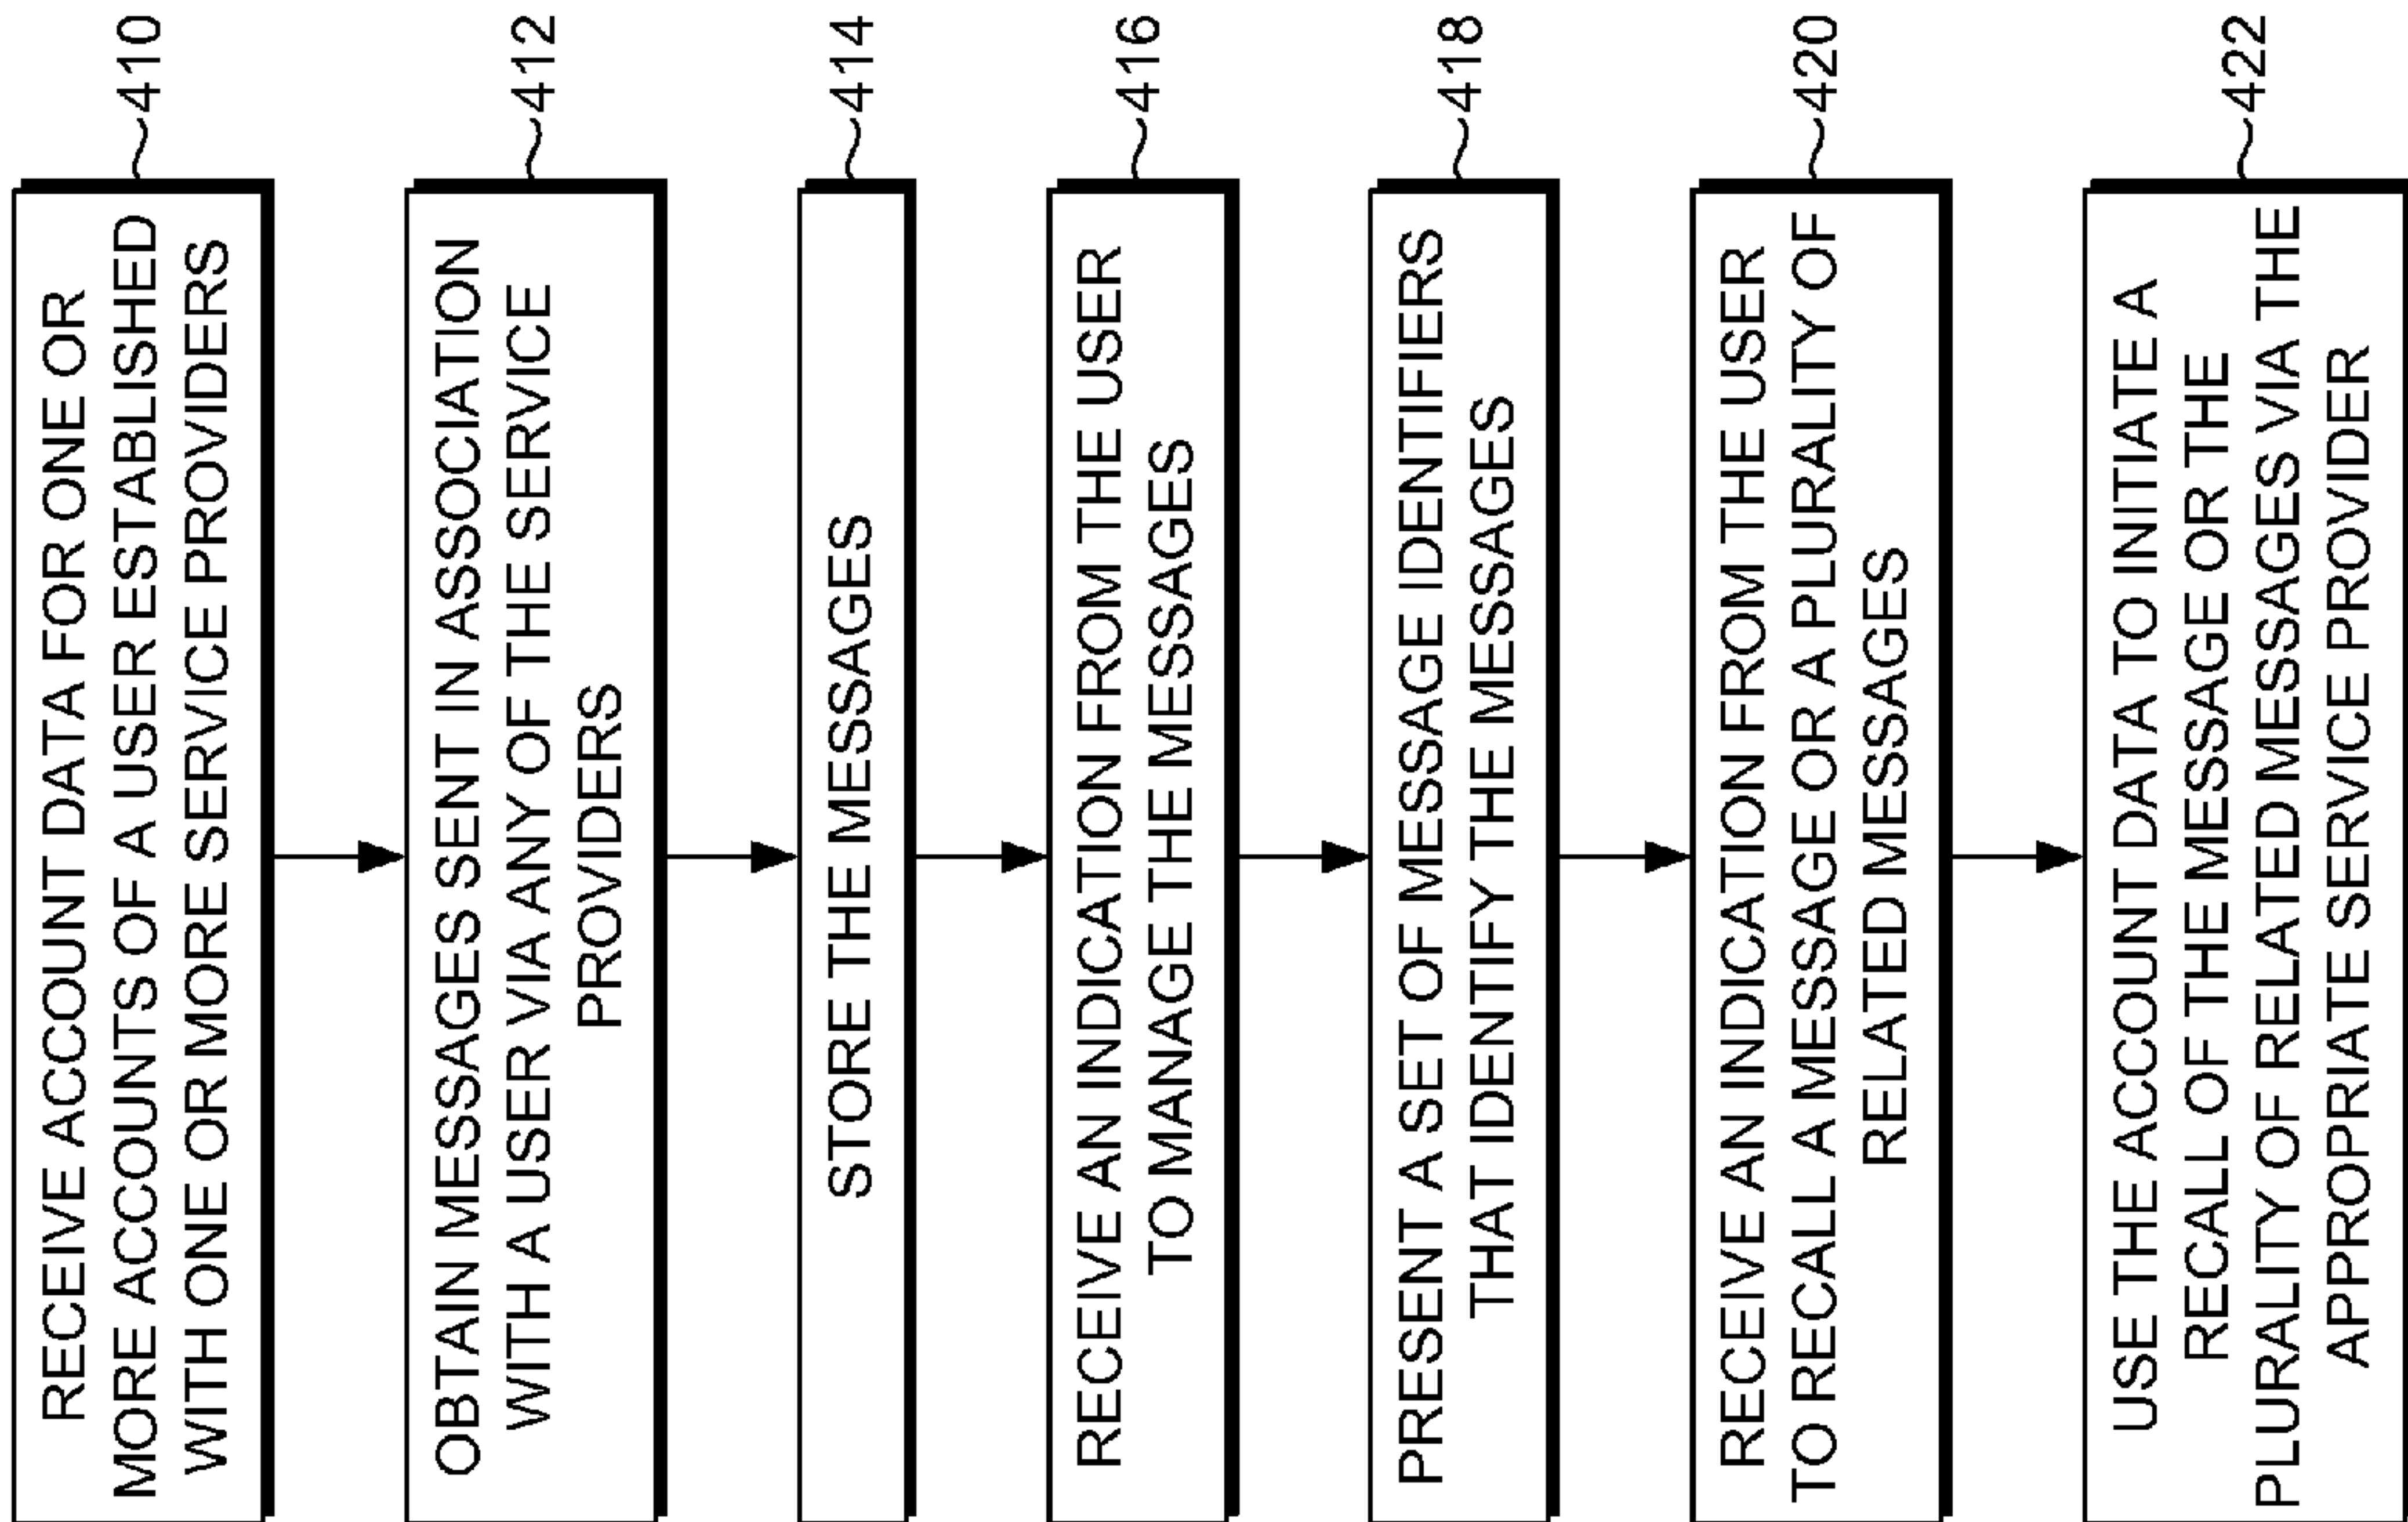 RECEIVE ACCOUNT DATA FOR ONE OR
MORE ACCOUNTS OF A USER ESTABLISHED
WITH ONE OR MORE SERVICE PROVIDERS
410
OBTAIN MESSAGES SENT IN ASSOCIATION
WITH A USER VIA ANY OF THE SERVICE
PROVIDERS
412
STORE THE MESSAGES
414
RECEIVE AN INDICATION FROM THE USER
TO MANAGE THE MESSAGES
416
PRESENT A SET OF MESSAGE IDENTIFIERS
THAT IDENTIFY THE MESSAGES
418
RECEIVE AN INDICATION FROM THE USER
TO RECALL A MESSAGE OR A PLURALITY OF
RELATED MESSAGES
420
USE THE ACCOUNT DATA TO INITIATE A
RECALL OF THE MESSAGE OR THE
PLURALITY OF RELATED MESSAGES VIA THE
APPROPRIATE SERVICE PROVIDER
422